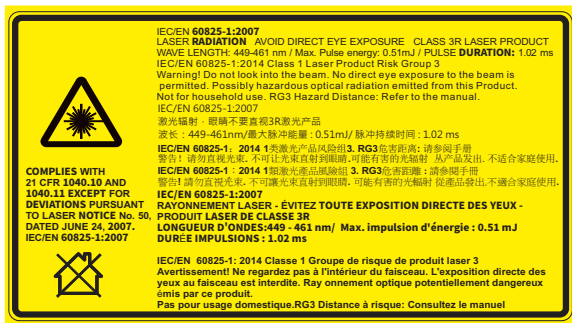 IEC/EN 60825-1:2007
LASER RADIATION AVOID DIRECT EYE EXPOSURE CLASS 3R LASER PRODUCT
WAVE LENGTH: 449-461 nm / Max. Pulse energy: 0.51mJ / PULSE DURATION: 1.02 ms
IEC/EN 60825-1:2014 Class 1 Laser Product Risk Group 3
Warning! Do not look into the beam. No direct eye exposure to the beam is
permitted. Possibly hazardous optical radiation emitted from this Product.
Not for household use. RG3 Hazard Distance: Refer to the manual.
IEC/EN 60825-1:2007
激光辐射，眼睛不要直视3R激光产品
波长：449-461nm/最大脉冲能量：0.51mJ/ 脉冲持续时间：1.02 ms
IEC/EN 60825-1：2014 1类激光产品风险组3. RG3危害距离: 请参阅手册
警告！请勿直视光束. 不可让光束直射到眼睛.可能有害的光辐射 丛产品发出. 不适合家庭使用.
IEC/EN 60825-1：2014 1類激光產品風險組 3. RG3危害距離：請參閱手冊
警告! 請勿直視光束. 不可讓光束直射到眼睛. 可能有害的光輻射 從產品發出.不適合家庭使用.
IEC/EN 60825-1:2007
RAYONNEMENT LASER - ÉVITEZ TOUTE EXPOSITION DIRECTE DES YEUX -
PRODUIT LASER DE CLASSE 3R
LONGUEUR D'ONDES:449 - 461 nm/ Max. impulsion d'énergie : 0.51 mJ
DURÉE IMPULSIONS : 1.02 ms
IEC/EN 60825-1: 2014 Classe 1 Groupe de risque de produit laser 3
Avertissement! Ne regardez pas à l'intérieur du faisceau. L'exposition directe des
yeux au faisceau est interdite. Ray onnement optique potentiellement dangereux
émis par ce produit.
Pas pour usage domestique.RG3 Distance à risque: Consultez le manuel
COMPLIES WITH
21 CFR 1040.10 AND
1040.11 EXCEPT FOR
DEVIATIONS PURSUANT
TO LASER NOTICE No. 50,
DATED JUNE 24, 2007.
IEC/EN 60825-1:2007